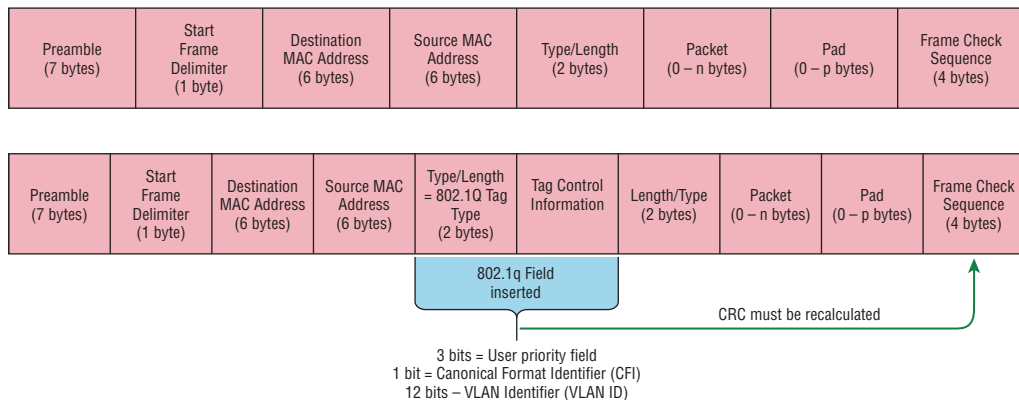 Preamble
(7 bytes)
Start
Frame
Delimiter
(1 byte)
Destination
MAC Address
(6 bytes)
Source MAC
Address
(6 bytes)
Type/Length
(2 bytes)
Packet
(0 – n bytes)
Pad
(0 – p bytes)
Frame Check
Sequence
(4 bytes)
Preamble
(7 bytes)
Start
Frame
Delimiter
(1 byte)
Destination
MAC Address
(6 bytes)
Source MAC
Address
(6 bytes)
Type/Length
= 802.1Q Tag
Type
(2 bytes)
Tag Control
Information
Length/Type
(2 bytes)
Packet
(0 – n bytes)
Pad
(0 – p bytes)
Frame Check
Sequence
(4 bytes)
802.1q Field
inserted
CRC must be recalculated
3 bits = User priority field
1 bit = Canonical Format Identifier (CFI)
12 bits – VLAN Identifier (VLAN ID)